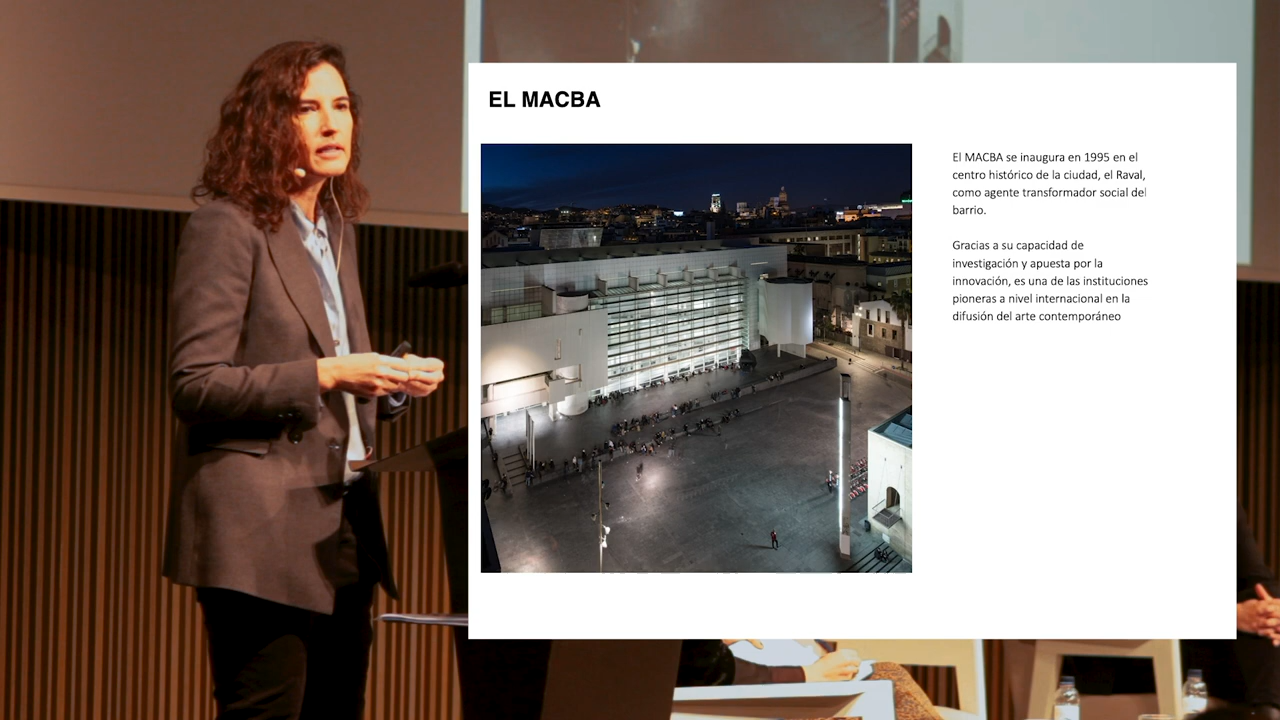 EL MACBA
El MACBA se inaugura en 1995 en el
centro histórico de la ciudad, el Raval,
como agente transformador social del
barrio.
Gracias a su capacidad de
investigación y apuesta por la
innovación, es una de las instituciones
pioneras a nivel internacional en la
difusión del arte contemporáneo